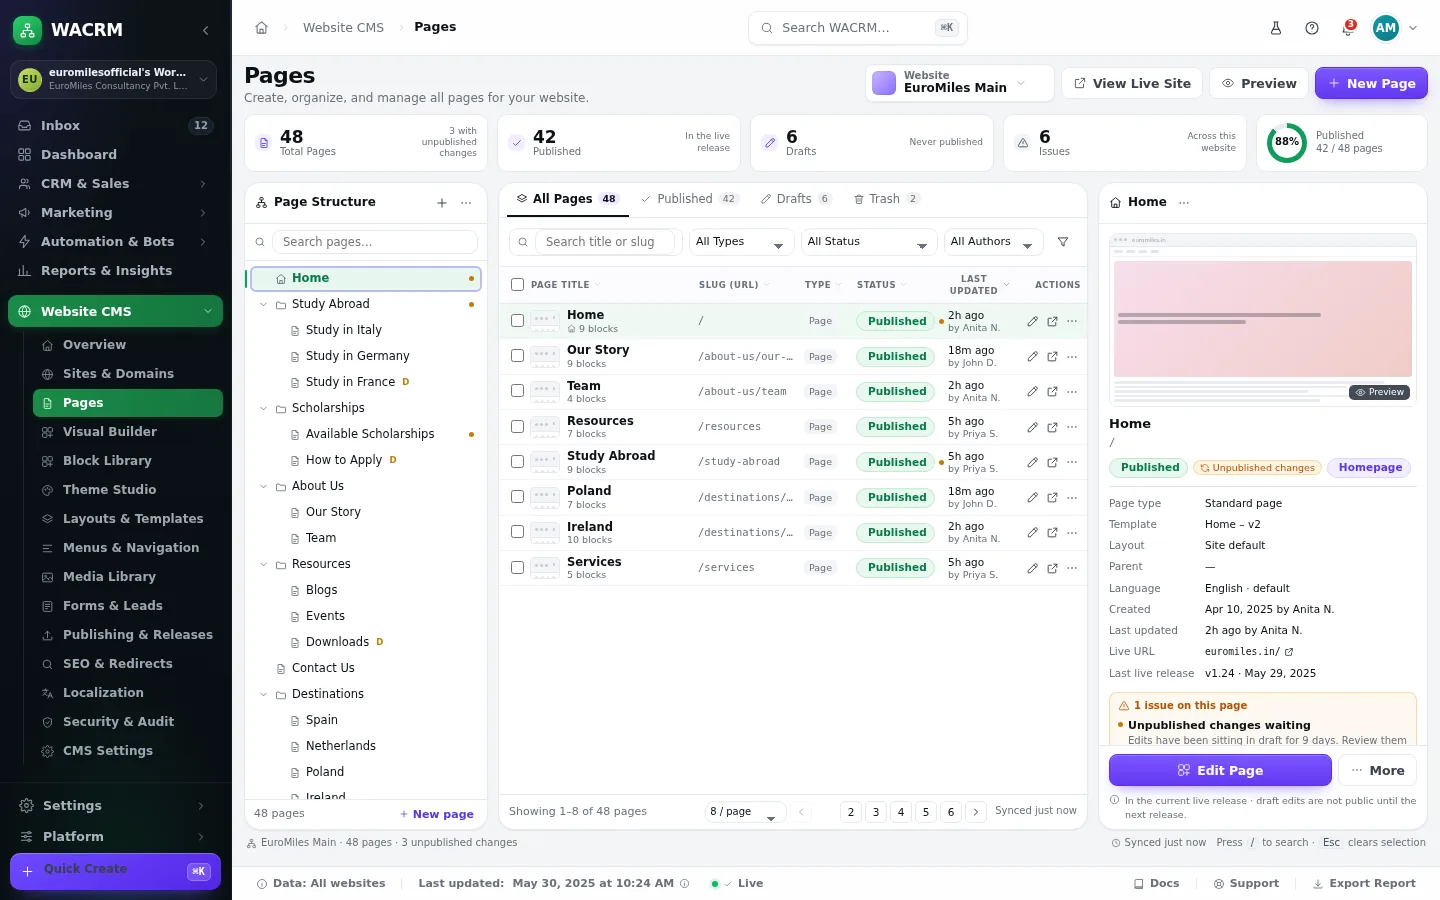 WACRM
EU
euromilesofficial's Wor...
EuroMiles Consultancy Pvt. L...
Inbox 12
Dashboard
CRM & Sales
Marketing
Automation & Bots
Reports & Insights
Website CMS
Overview
Sites & Domains
Pages
Visual Builder
Block Library
Theme Studio
Layouts & Templates
Menus & Navigation
Media Library
Forms & Leads
Publishing & Releases
SEO & Redirects
Localization
Security & Audit
CMS Settings
Settings
Platform
Quick Create ⌘K
Website CMS Pages
Search WACRM... ⌘K
3
AM
Pages
Create, organize, and manage all pages for your website.
Website
EuroMiles Main
View Live Site
Preview
New Page
48
Total Pages
3 with
unpublished
changes
42
Published
In the live
release
6
Drafts
Never published
6
Issues
Across this
website
88%
Published
42 / 48 pages
Page Structure
Search pages...
Home
Study Abroad
Study in Italy
Study in Germany
Study in France D
Scholarships
Available Scholarships
How to Apply D
About Us
Our Story
Team
Resources
Blogs
Events
Downloads D
Contact Us
Destinations
Spain
Netherlands
Poland
Ireland
48 pages + New page
All Pages 48 Published 42 Drafts 6 Trash 2
Search title or slug All Types All Status All Authors
PAGE TITLE SLUG (URL) TYPE STATUS LAST UPDATED ACTIONS
Home / Page Published 2h ago
9 blocks by Anita N.
Our Story /about-us/our-… Page Published 18m ago
9 blocks by John D.
Team /about-us/team Page Published 2h ago
4 blocks by Anita N.
Resources /resources Page Published 5h ago
7 blocks by Priya S.
Study Abroad /study-abroad Page Published 5h ago
9 blocks by Priya S.
Poland /destinations/… Page Published 18m ago
7 blocks by John D.
Ireland /destinations/… Page Published 2h ago
10 blocks by Anita N.
Services /services Page Published 5h ago
5 blocks by Priya S.
Showing 1–8 of 48 pages 8 / page 2 3 4 5 6 Synced just now
Home
euromiles.in
Preview
Home
/
Published Unpublished changes Homepage
Page type Standard page
Template Home – v2
Layout Site default
Parent —
Language English · default
Created Apr 10, 2025 by Anita N.
Last updated 2h ago by Anita N.
Live URL euromiles.in/
Last live release v1.24 · May 29, 2025
1 issue on this page
Unpublished changes waiting
Edits have been sitting in draft for 9 days. Review them
Edit Page
More
In the current live release · draft edits are not public until the
next release.
EuroMiles Main · 48 pages · 3 unpublished changes
Synced just now Press / to search · Esc clears selection
Data: All websites Last updated: May 30, 2025 at 10:24 AM Live
Docs Support Export Report